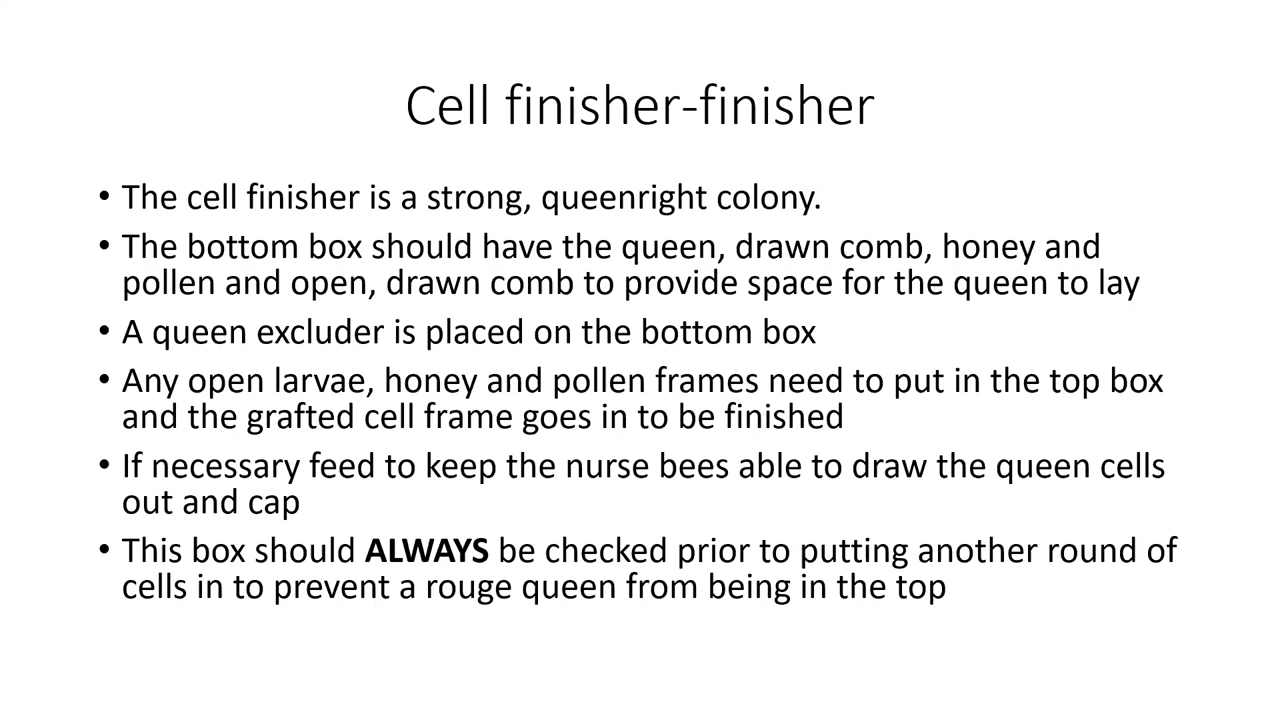 Cell finisher-finisher
• The cell finisher is a strong, queenright colony.
• The bottom box should have the queen, drawn comb, honey and
pollen and open, drawn comb to provide space for the queen to lay
• A queen excluder is placed on the bottom box
• Any open larvae, honey and pollen frames need to put in the top box
and the grafted cell frame goes in to be finished
• If necessary feed to keep the nurse bees able to draw the queen cells
out and cap
• This box should ALWAYS be checked prior to putting another round of
cells in to prevent a rouge queen from being in the top